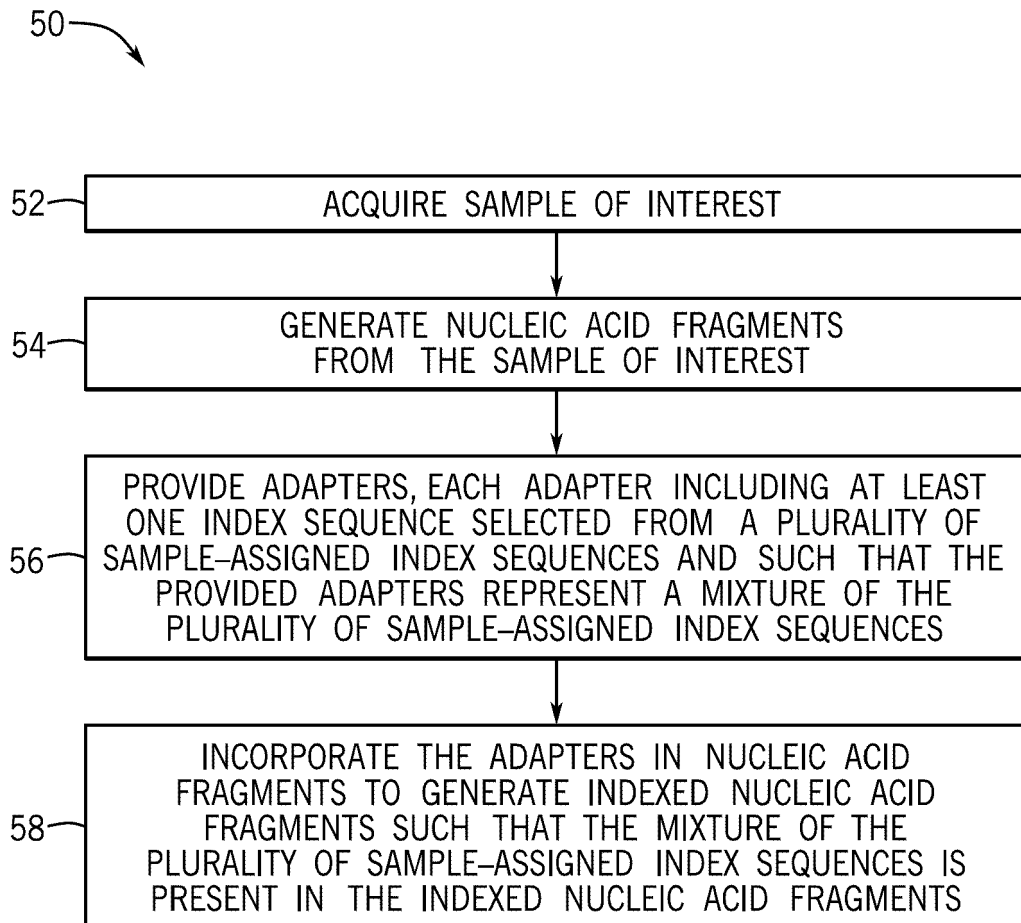 50
52
ACQUIRE SAMPLE OF INTEREST
54
GENERATE NUCLEIC ACID FRAGMENTS
FROM THE SAMPLE OF INTEREST
56
PROVIDE ADAPTERS, EACH ADAPTER INCLUDING AT LEAST
ONE INDEX SEQUENCE SELECTED FROM A PLURALITY OF
SAMPLE–ASSIGNED INDEX SEQUENCES AND SUCH THAT THE
PROVIDED ADAPTERS REPRESENT A MIXTURE OF THE
PLURALITY OF SAMPLE–ASSIGNED INDEX SEQUENCES
58
INCORPORATE THE ADAPTERS IN NUCLEIC ACID
FRAGMENTS TO GENERATE INDEXED NUCLEIC ACID
FRAGMENTS SUCH THAT THE MIXTURE OF THE
PLURALITY OF SAMPLE–ASSIGNED INDEX SEQUENCES IS
PRESENT IN THE INDEXED NUCLEIC ACID FRAGMENTS